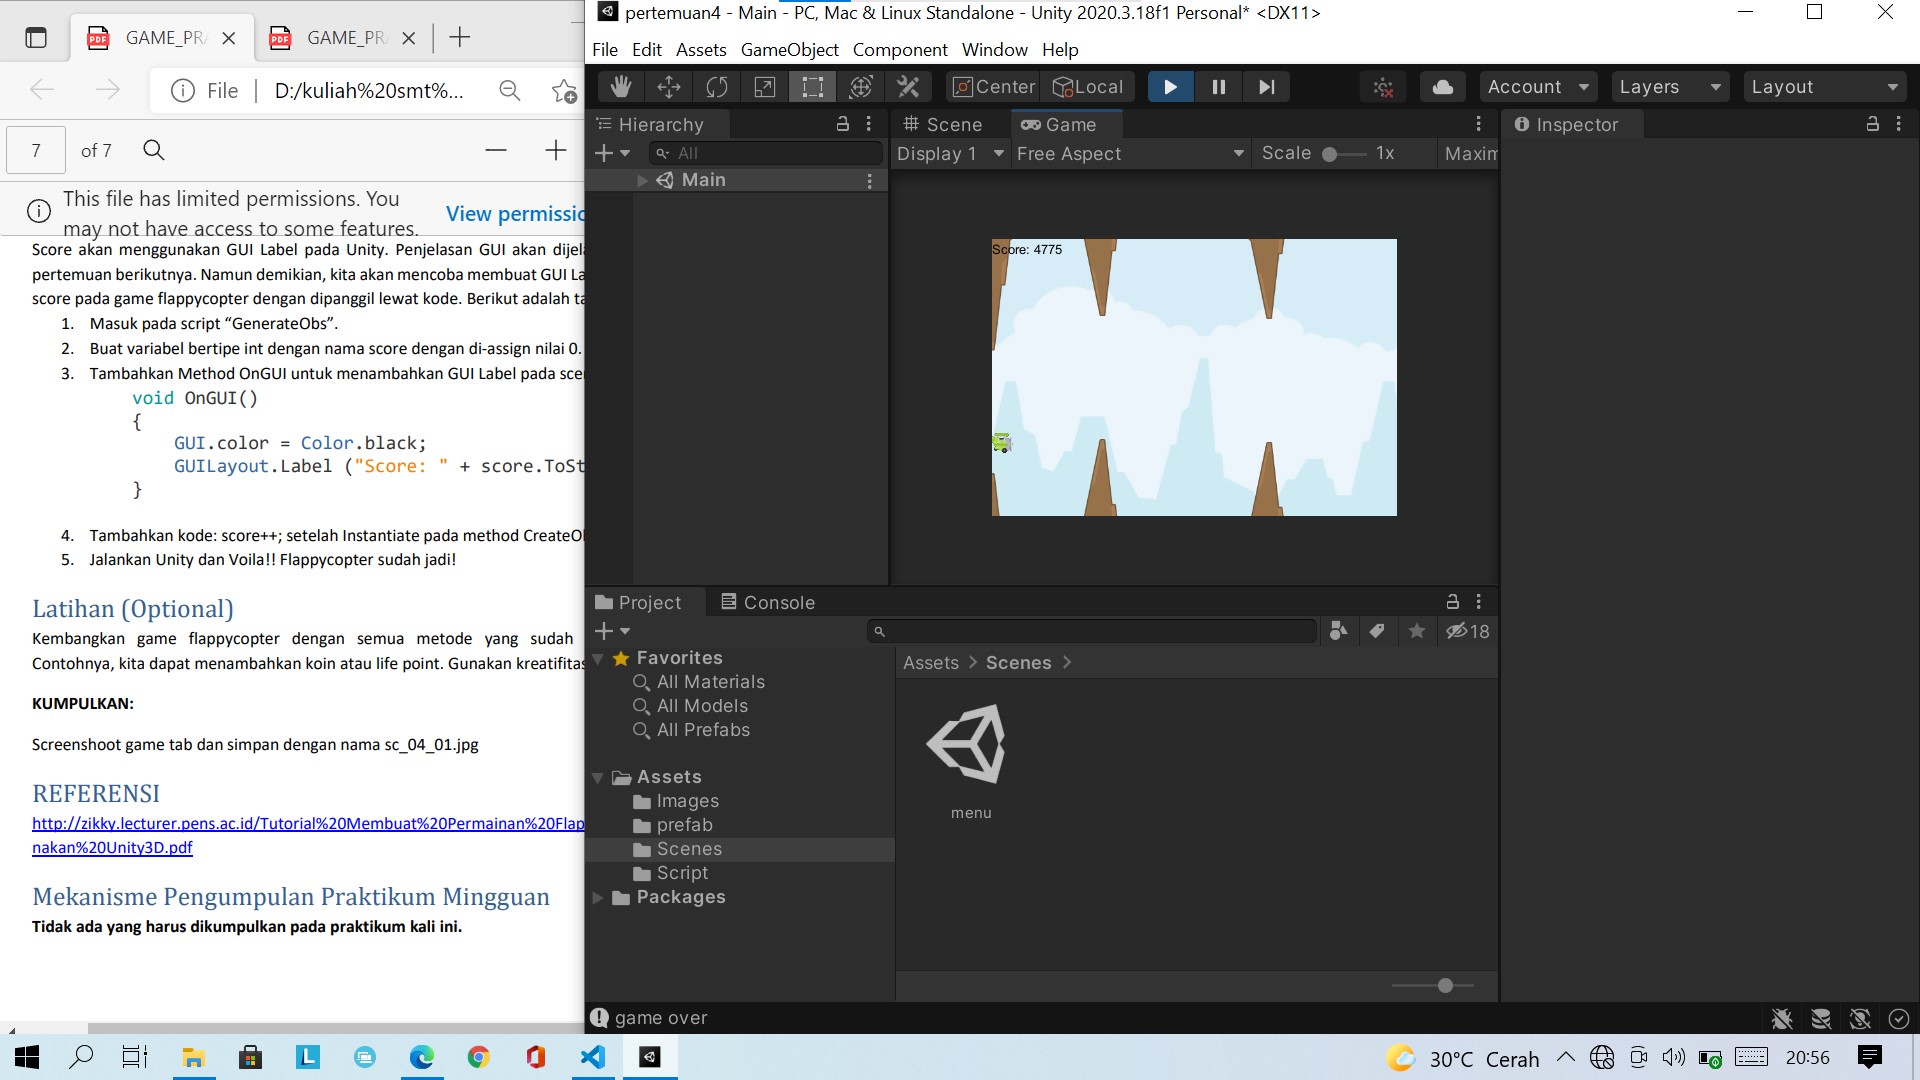 GAME_PRA
GAME_PRA
File
D:/kuliah%20smt%...
7
of 7
This file has limited permissions. You
may not have access to some features.
View permissio
Score akan menggunakan GUI Label pada Unity. Penjelasan GUI akan dijela
pertemuan berikutnya. Namun demikian, kita akan mencoba membuat GUI La
score pada game flappycopter dengan dipanggil lewat kode. Berikut adalah ta
1. Masuk pada script “GenerateObs”.
2. Buat variabel bertipe int dengan nama score dengan di-assign nilai 0.
3. Tambahkan Method OnGUI untuk menambahkan GUI Label pada scen
void OnGUI()
{
GUI.color = Color.black;
GUILayout.Label ("Score: " + score.ToSt
}
4. Tambahkan kode: score++; setelah Instantiate pada method CreateOb
5. Jalankan Unity dan Voila!! Flappycopter sudah jadi!
Latihan (Optional)
Kembangkan game flappycopter dengan semua metode yang sudah
Contohnya, kita dapat menambahkan koin atau life point. Gunakan kreatifitas
KUMPULKAN:
Screenshoot game tab dan simpan dengan nama sc_04_01.jpg
REFERENSI
http://zikky.lecturer.pens.ac.id/Tutorial%20Membuat%20Permainan%20Flap
nakan%20Unity3D.pdf
Mekanisme Pengumpulan Praktikum Mingguan
Tidak ada yang harus dikumpulkan pada praktikum kali ini.
pertemuan4 - Main - PC, Mac & Linux Standalone - Unity 2020.3.18f1 Personal* <DX11>
File Edit Assets GameObject Component Window Help
Center Local Account Layers Layout
Hierarchy
All
Main
Scene Game
Display 1 Free Aspect Scale 1x Maxim
Score: 4775
Inspector
Project Console
18
Favorites
All Materials
All Models
All Prefabs
Assets
Images
prefab
Scenes
Script
Packages
Assets > Scenes >
menu
game over
30°C Cerah
20:56